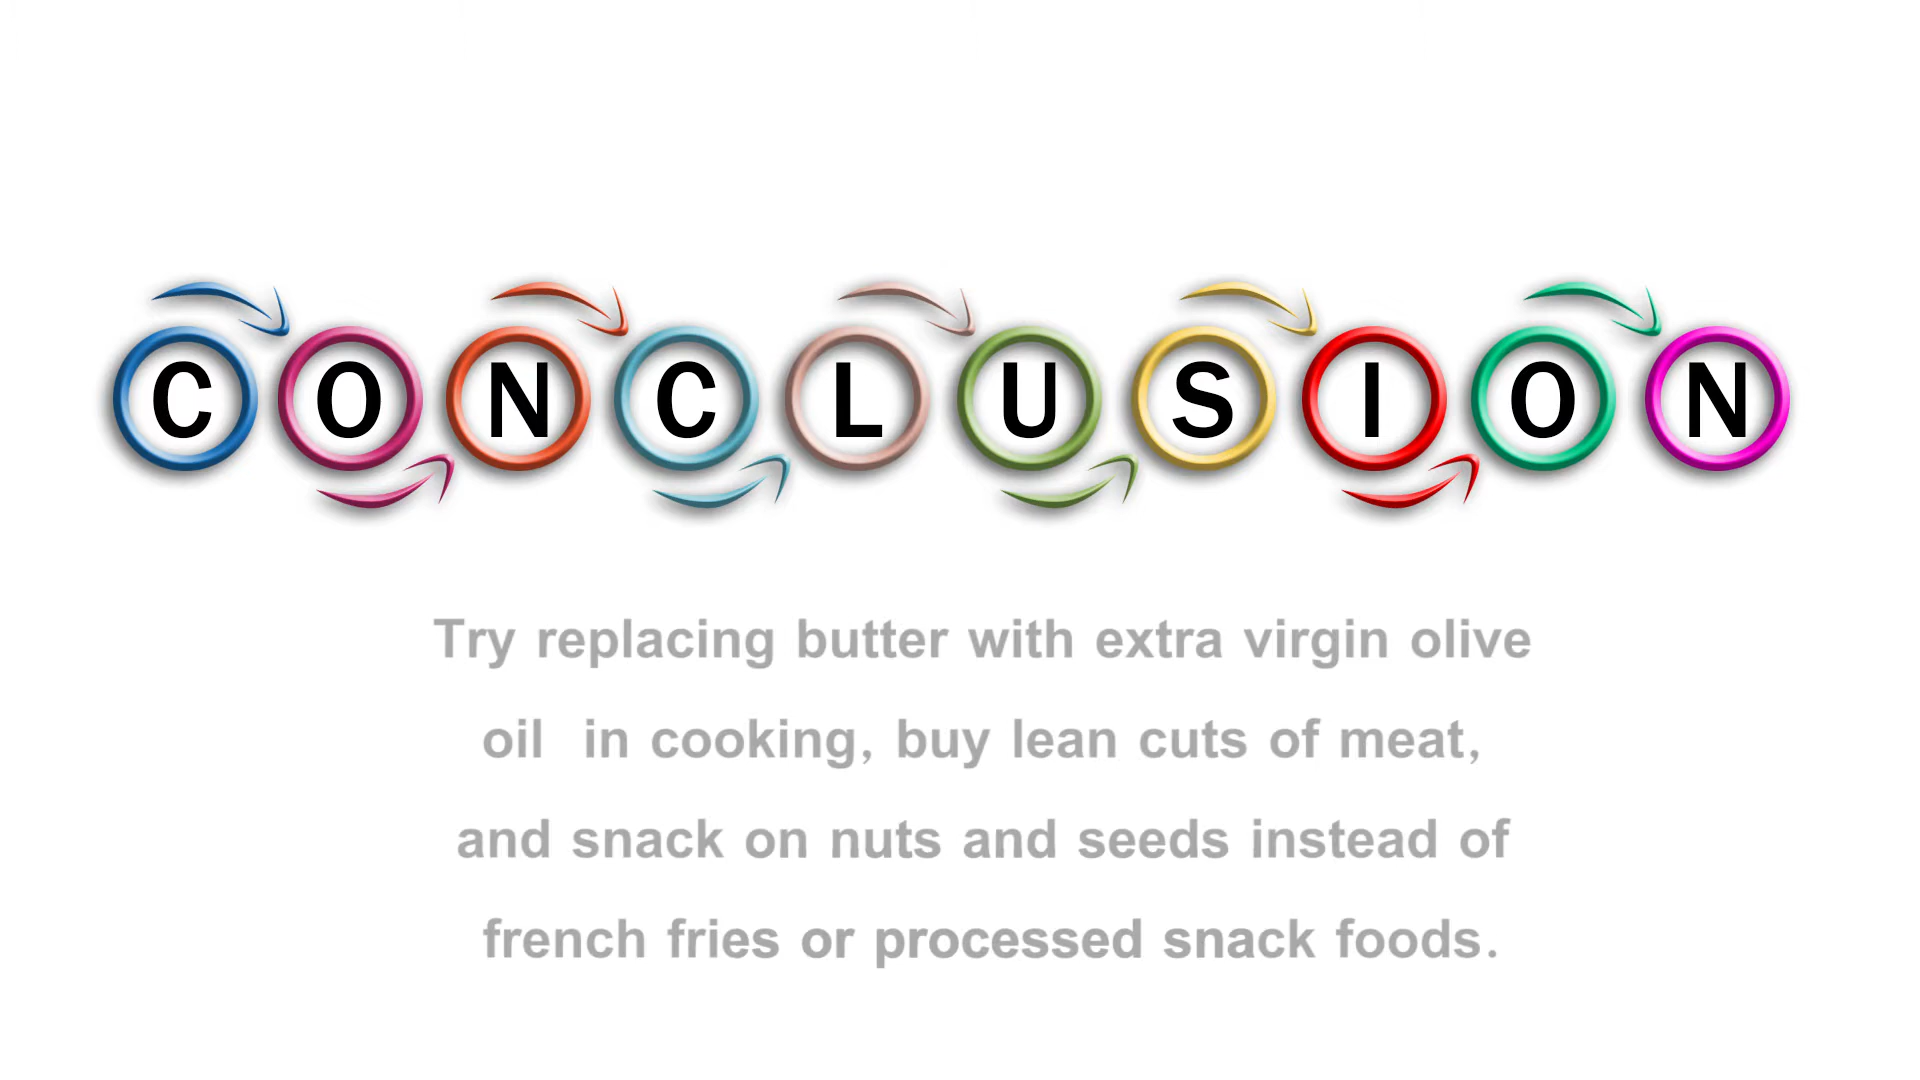 CONCLUSION
Try replacing butter with extra virgin olive
oil in cooking, buy lean cuts of meat,
and snack on nuts and seeds instead of
french fries or processed snack foods.